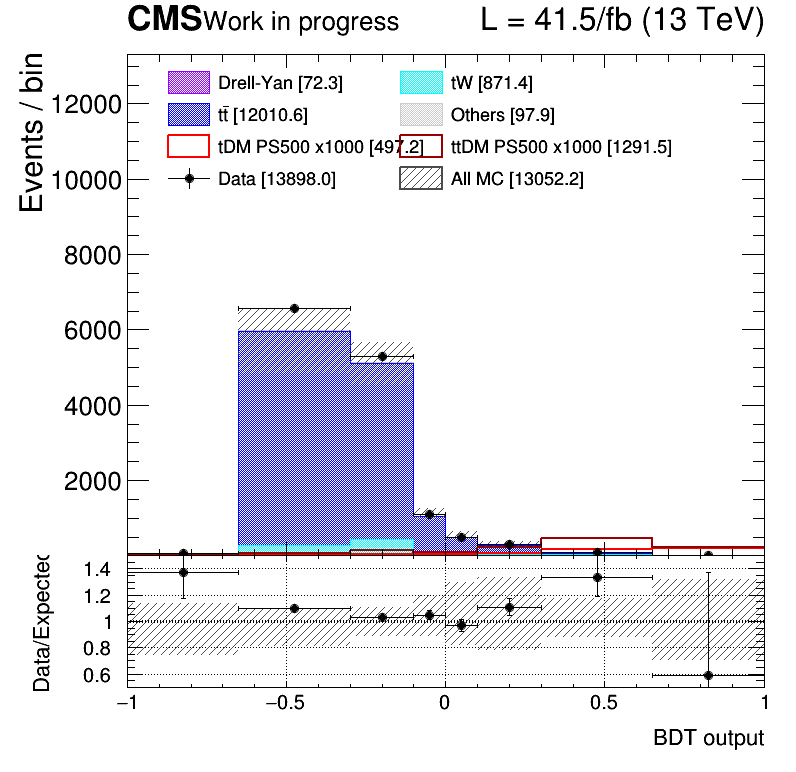 CMS Work in progress L = 41.5/fb (13 TeV)
Events / bin
12000
10000
8000
6000
4000
2000
Drell-Yan [72.3]
tW [871.4]
tt̄ [12010.6]
Others [97.9]
tDM PS500 x1000 [497.2]
ttDM PS500 x1000 [1291.5]
Data [13898.0]
All MC [13052.2]
Data/Expected
1.4
1.2
1
0.8
0.6
−1 −0.5 0 0.5 1
BDT output